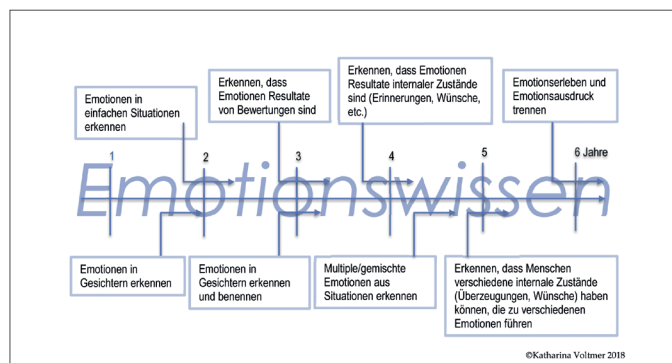 Emotionen in
einfachen Situationen
erkennen
Erkennen, dass
Emotionen Resultate
von Bewertungen sind
Erkennen, dass Emotionen
Resultate internaler Zustände
sind (Erinnerungen, Wünsche,
etc.)
Emotionserleben und
Emotionsausdruck
trennen
1 2 3 4 5 6 Jahre
Emotionswissen
Emotionen in
Gesichtern erkennen
Emotionen in
Gesichtern erkennen
und benennen
Multiple/gemischte
Emotionen aus
Situationen erkennen
Erkennen, dass Menschen
verschiedene internale Zustände
(Überzeugungen, Wünsche) haben
können, die zu verschiedenen
Emotionen führen
©Katharina Voltmer 2018